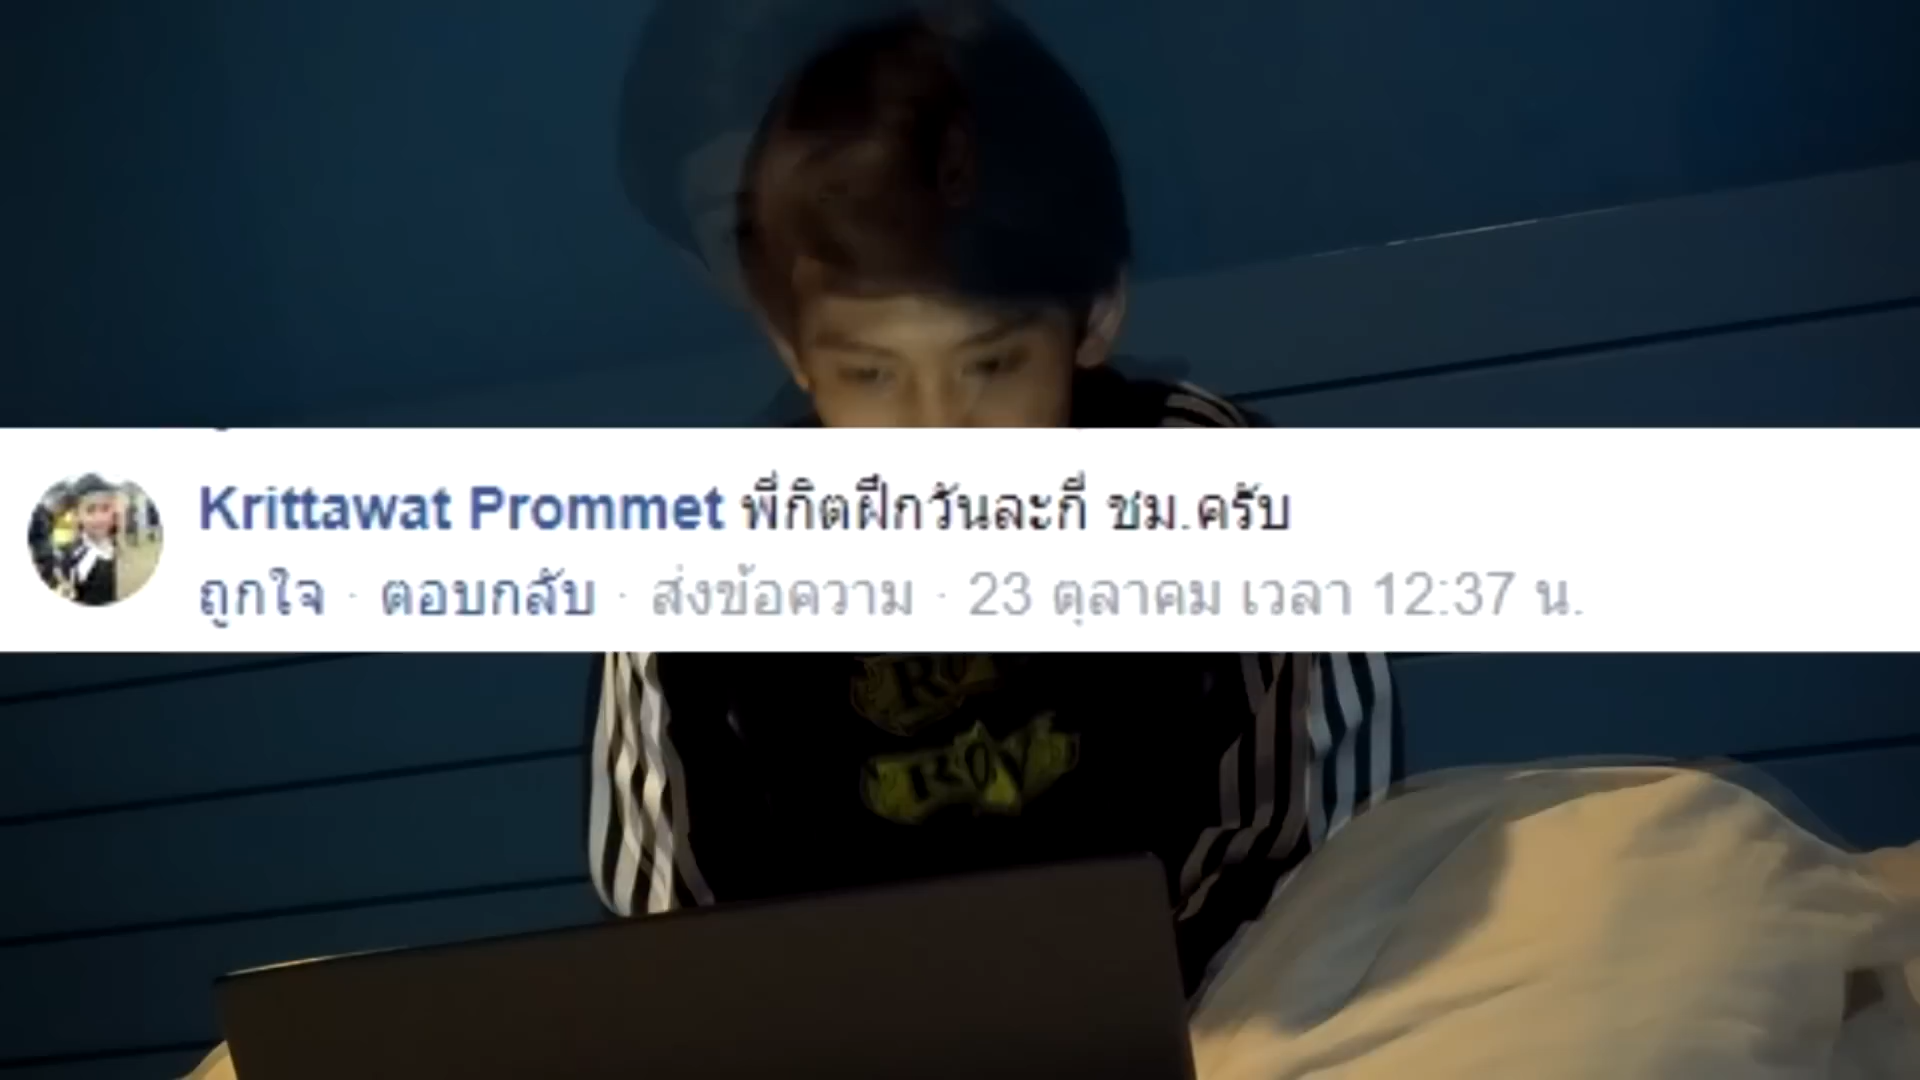 Krittawat Prommet พี่กิตฝึกวันละกี่ ชม.ครับ
ถูกใจ · ตอบกลับ · ส่งข้อความ · 23 ตุลาคม เวลา 12:37 น.
ROV